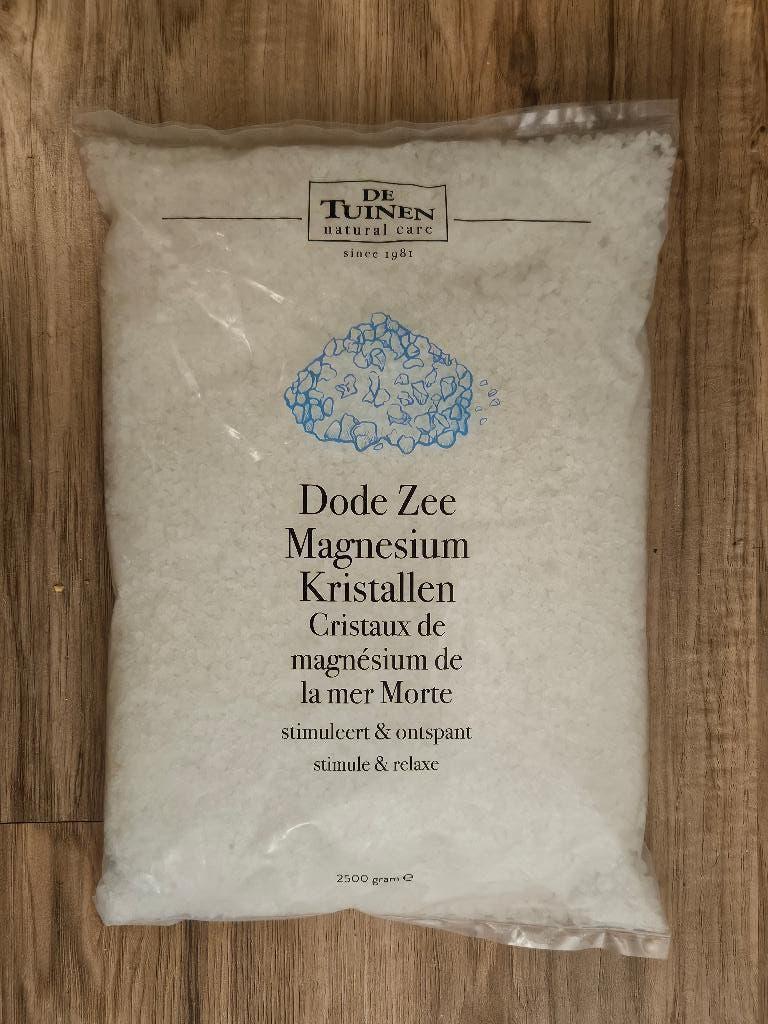 DE
TUINEN
natural care
since 1981
Dode Zee
Magnesium
Kristallen
Cristaux de
magnésium de
la mer Morte
stimuleert & ontspant
stimule & relaxe
2500 gram ℮